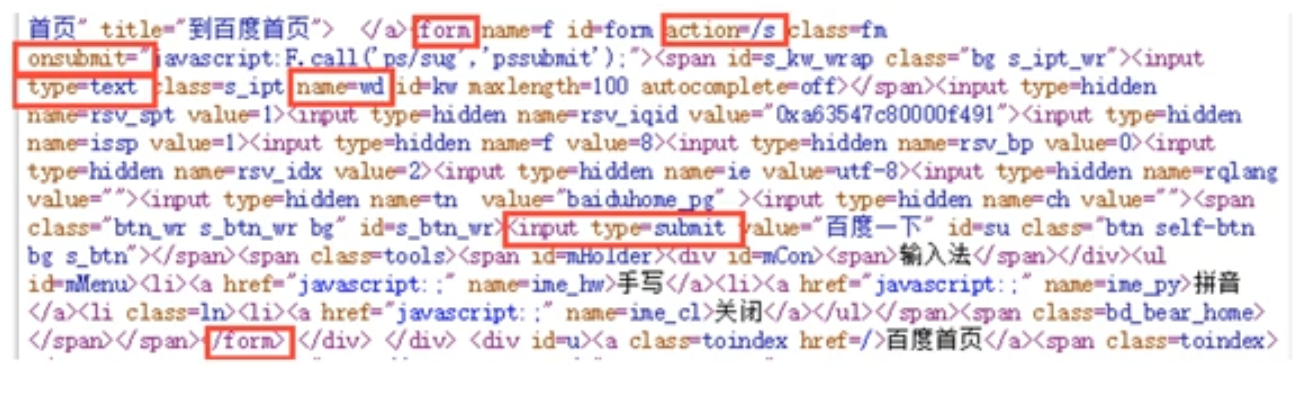 首页" title="到百度首页"> </a><form name=f id=form action=/s class=fm
onsubmit="javascript:F.call('ps/sug','pssubmit');"><span id=s_kw_wrap class="bg s_ipt_wr"><input
type=text class=s_ipt name=wd id=kw maxlength=100 autocomplete=off></span><input type=hidden
name=rsv_spt value=1><input type=hidden name=rsv_iqid value="0xa63547c80000f491"><input type=hidden
name=issp value=1><input type=hidden name=f value=8><input type=hidden name=rsv_bp value=0><input
type=hidden name=rsv_idx value=2><input type=hidden name=ie value=utf-8><input type=hidden name=rqlang
value=""><input type=hidden name=tn  value="baiduhome_pg" ><input type=hidden name=ch value=""><span
class="btn_wr s_btn_wr bg" id=s_btn_wr><input type=submit value="百度一下" id=su class="btn self-btn
bg s_btn"></span><span class=tools><span id=mHolder><div id=mCon><span>输入法</span></div><ul
id=mMenu><li><a href="javascript:;" name=ime_hw>手写</a><li><a href="javascript:;" name=ime_py>拼音
</a><li class=ln><li><a href="javascript:;" name=ime_cl>关闭</a></ul></span><span class=bd_bear_home>
</span></span></form> </div> </div> <div id=u><a class=toindex href=/>百度首页</a><span class=toindex>